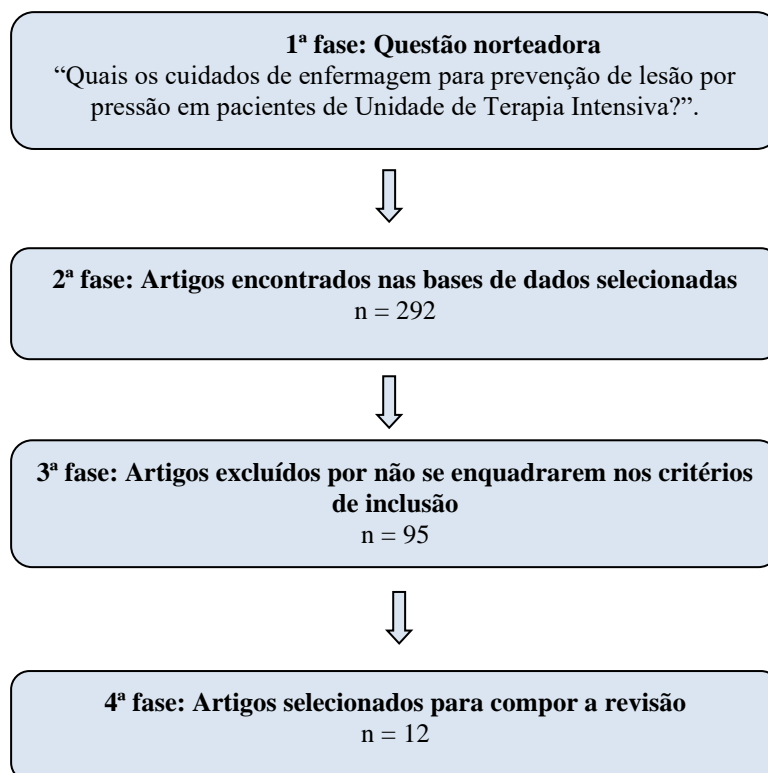 1ª fase: Questão norteadora
“Quais os cuidados de enfermagem para prevenção de lesão por
pressão em pacientes de Unidade de Terapia Intensiva?”.
2ª fase: Artigos encontrados nas bases de dados selecionadas
n = 292
3ª fase: Artigos excluídos por não se enquadrarem nos critérios
de inclusão
n = 95
4ª fase: Artigos selecionados para compor a revisão
n = 12